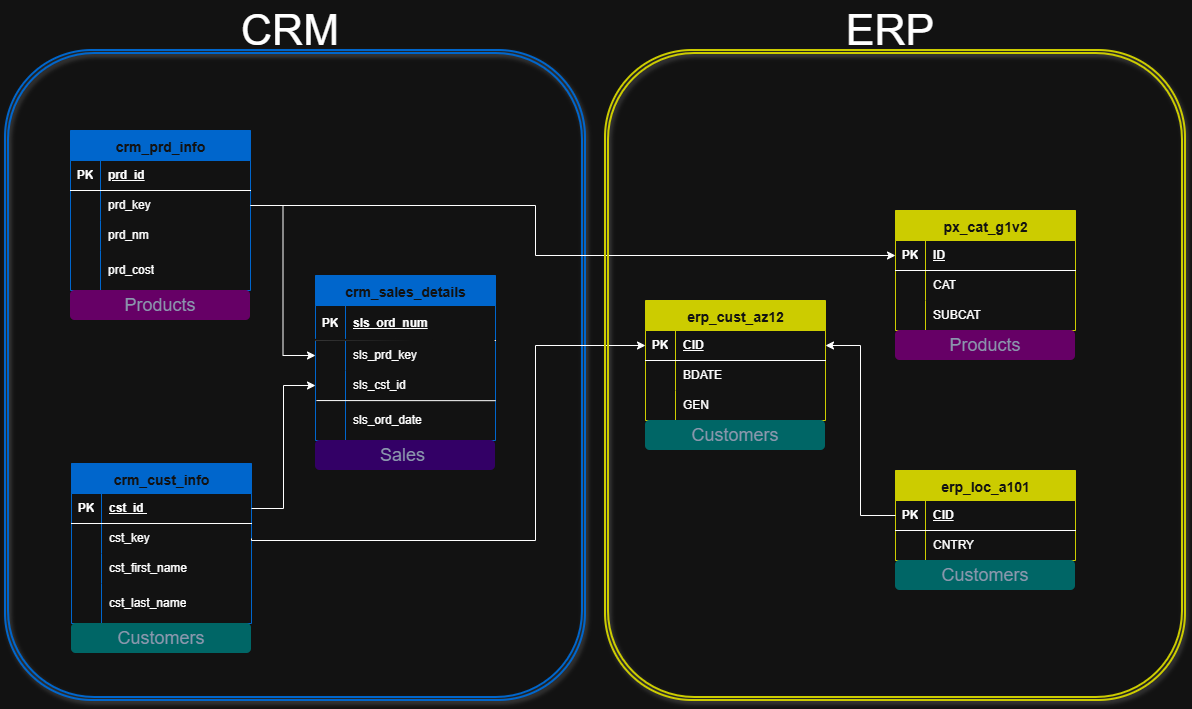 CRM
crm_prd_info
PK prd_id
prd_key
prd_nm
prd_cost
Products
crm_sales_details
PK sls_ord_num
sls_prd_key
sls_cst_id
sls_ord_date
Sales
crm_cust_info
PK cst_id
cst_key
cst_first_name
cst_last_name
Customers
ERP
px_cat_g1v2
PK ID
CAT
SUBCAT
Products
erp_cust_az12
PK CID
BDATE
GEN
Customers
erp_loc_a101
PK CID
CNTRY
Customers